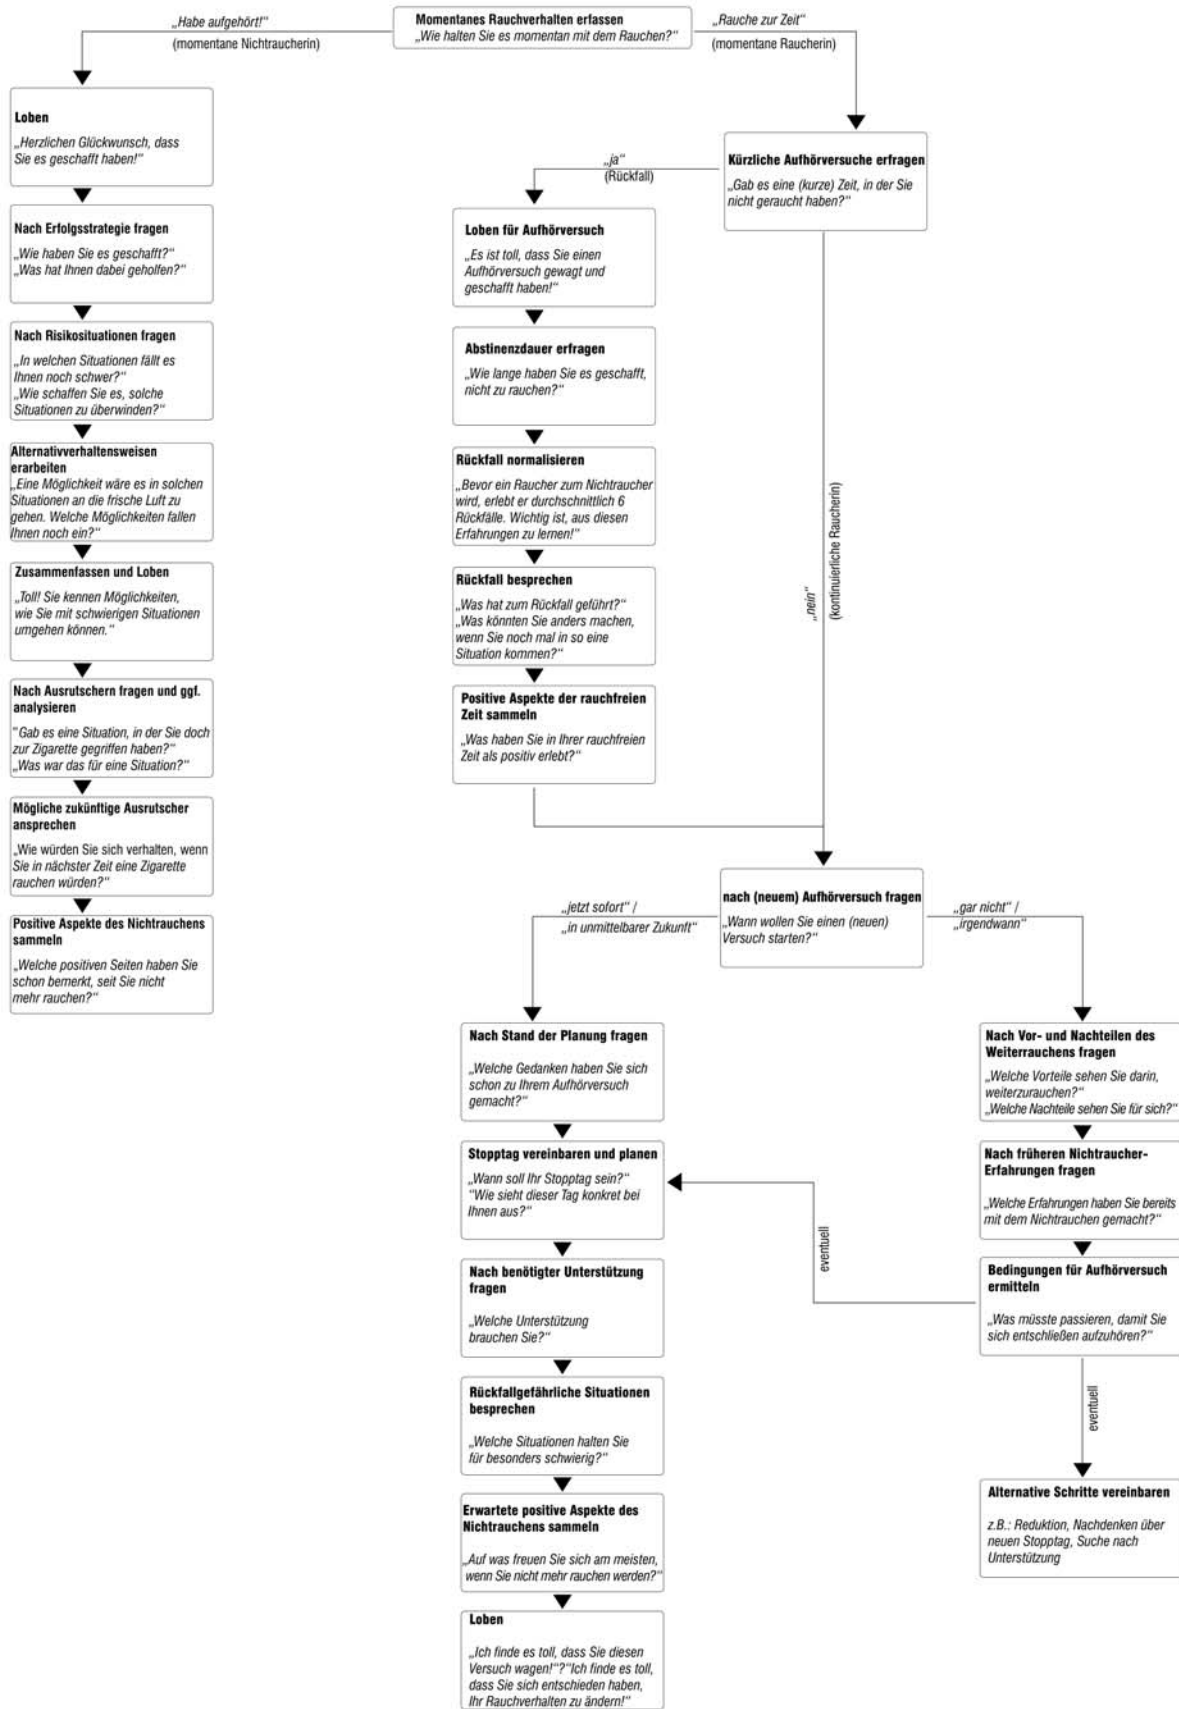 Momentanes Rauchverhalten erfassen
„Wie halten Sie es momentan mit dem Rauchen?“
„Habe aufgehört!“
(momentane Nichtraucherin)
„Rauche zur Zeit“
(momentane Raucherin)
Loben
„Herzlichen Glückwunsch, dass
Sie es geschafft haben!“
Nach Erfolgsstrategie fragen
„Wie haben Sie es geschafft?“
„Was hat Ihnen dabei geholfen?“
Nach Risikosituationen fragen
„In welchen Situationen fällt es
Ihnen noch schwer?“
„Wie schaffen Sie es, solche
Situationen zu überwinden?“
Alternativverhaltensweisen
erarbeiten
„Eine Möglichkeit wäre es in solchen
Situationen an die frische Luft zu
gehen. Welche Möglichkeiten fallen
Ihnen noch ein?“
Zusammenfassen und Loben
„Toll! Sie kennen Möglichkeiten,
wie Sie mit schwierigen Situationen
umgehen können.“
Nach Ausrutschern fragen und ggf.
analysieren
“Gab es eine Situation, in der Sie doch
zur Zigarette gegriffen haben?“
„Was war das für eine Situation?“
Mögliche zukünftige Ausrutscher
ansprechen
„Wie würden Sie sich verhalten, wenn
Sie in nächster Zeit eine Zigarette
rauchen würden?“
Positive Aspekte des Nichtrauchens
sammeln
„Welche positiven Seiten haben Sie
schon bemerkt, seit Sie nicht
mehr rauchen?“
Kürzliche Aufhörversuche erfragen
„Gab es eine (kurze) Zeit, in der Sie
nicht geraucht haben?“
„ja“
(Rückfall)
Loben für Aufhörversuch
„Es ist toll, dass Sie einen
Aufhörversuch gewagt und
geschafft haben!“
Abstinenzdauer erfragen
„Wie lange haben Sie es geschafft,
nicht zu rauchen?“
Rückfall normalisieren
„Bevor ein Raucher zum Nichtraucher
wird, erlebt er durchschnittlich 6
Rückfälle. Wichtig ist, aus diesen
Erfahrungen zu lernen!“
Rückfall besprechen
„Was hat zum Rückfall geführt?“
„Was könnten Sie anders machen,
wenn Sie noch mal in so eine
Situation kommen?“
Positive Aspekte der rauchfreien
Zeit sammeln
„Was haben Sie in Ihrer rauchfreien
Zeit als positiv erlebt?“
„nein“
(kontinuierliche Raucherin)
nach (neuem) Aufhörversuch fragen
„Wann wollen Sie einen (neuen)
Versuch starten?“
„jetzt sofort“ /
„in unmittelbarer Zukunft“
„gar nicht“ /
„irgendwann“
Nach Stand der Planung fragen
„Welche Gedanken haben Sie sich
schon zu Ihrem Aufhörversuch
gemacht?“
Stopptag vereinbaren und planen
„Wann soll Ihr Stopptag sein?“
“Wie sieht dieser Tag konkret bei
Ihnen aus?“
Nach benötigter Unterstützung
fragen
„Welche Unterstützung
brauchen Sie?“
Rückfallgefährliche Situationen
besprechen
„Welche Situationen halten Sie
für besonders schwierig?“
Erwartete positive Aspekte des
Nichtrauchens sammeln
„Auf was freuen Sie sich am meisten,
wenn Sie nicht mehr rauchen werden?“
Loben
„Ich finde es toll, dass Sie diesen
Versuch wagen!“?“Ich finde es toll,
dass Sie sich entschieden haben,
Ihr Rauchverhalten zu ändern!“
Nach Vor- und Nachteilen des
Weiterrauchens fragen
„Welche Vorteile sehen Sie darin,
weiterzurauchen?“
„Welche Nachteile sehen Sie für sich?“
Nach früheren Nichtraucher-
Erfahrungen fragen
„Welche Erfahrungen haben Sie bereits
mit dem Nichtrauchen gemacht?“
Bedingungen für Aufhörversuch
ermitteln
„Was müsste passieren, damit Sie
sich entschließen aufzuhören?“
eventuell
eventuell
Alternative Schritte vereinbaren
z.B.: Reduktion, Nachdenken über
neuen Stopptag, Suche nach
Unterstützung